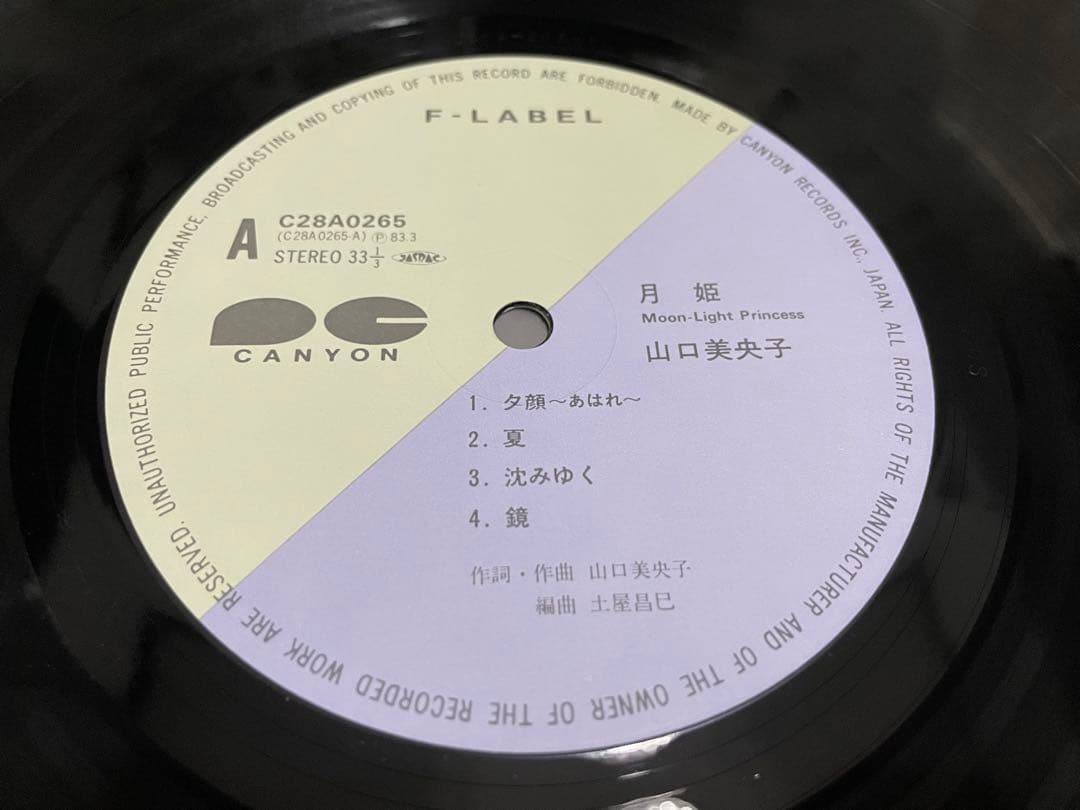 UNAUTHORIZED PUBLIC PERFORMANCE, BROADCASTING AND COPYING OF THIS RECORD ARE FORBIDDEN. MADE BY CANYON RECORDS INC., JAPAN. ALL RIGHTS OF THE MANUFACTURER AND OF THE OWNER OF THE RECORDED WORK ARE RESERVED.
F-LABEL
A
C28A0265
(C28A0265-A) Ⓟ 83.3
STEREO 33 1/3 JASRAC
CANYON
月 姫
Moon-Light Princess
山口美央子
1. 夕顔〜あはれ〜
2. 夏
3. 沈みゆく
4. 鏡
作詞・作曲 山口美央子
編曲 土屋昌巳
S